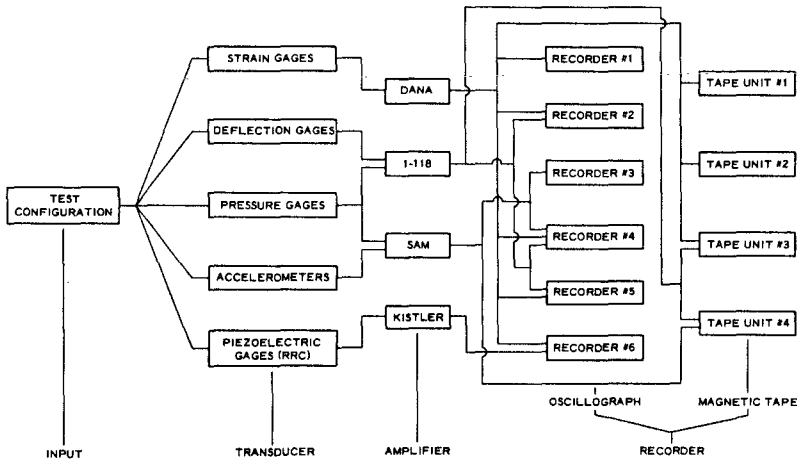 STRAIN GAGES
RECORDER #1
TAPE UNIT #1
DANA
RECORDER #2
DEFLECTION GAGES
1-118
TAPE UNIT #2
RECORDER #3
TEST
CONFIGURATION
PRESSURE GAGES
RECORDER #4
SAM
TAPE UNIT #3
ACCELEROMETERS
RECORDER #5
KISTLER
TAPE UNIT #4
PIEZOELECTRIC
GAGES (RRC)
RECORDER #6
OSCILLOGRAPH
MAGNETIC TAPE
INPUT
TRANSDUCER
AMPLIFIER
RECORDER